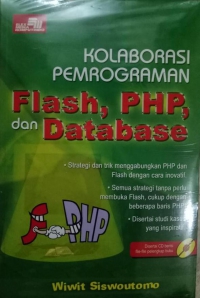 KOLABORASI
PEMROGRAMAN
Flash, PHP,
dan Database
• Strategi dan trik menggabungkan PHP dan
Flash dengan cara inovatif.
• Semua strategi tanpa perlu
membuka Flash, cukup dengan
beberapa baris PHP
• Disertai studi kasus
yang inspiratif
PHP
Wiwit Siswoutomo